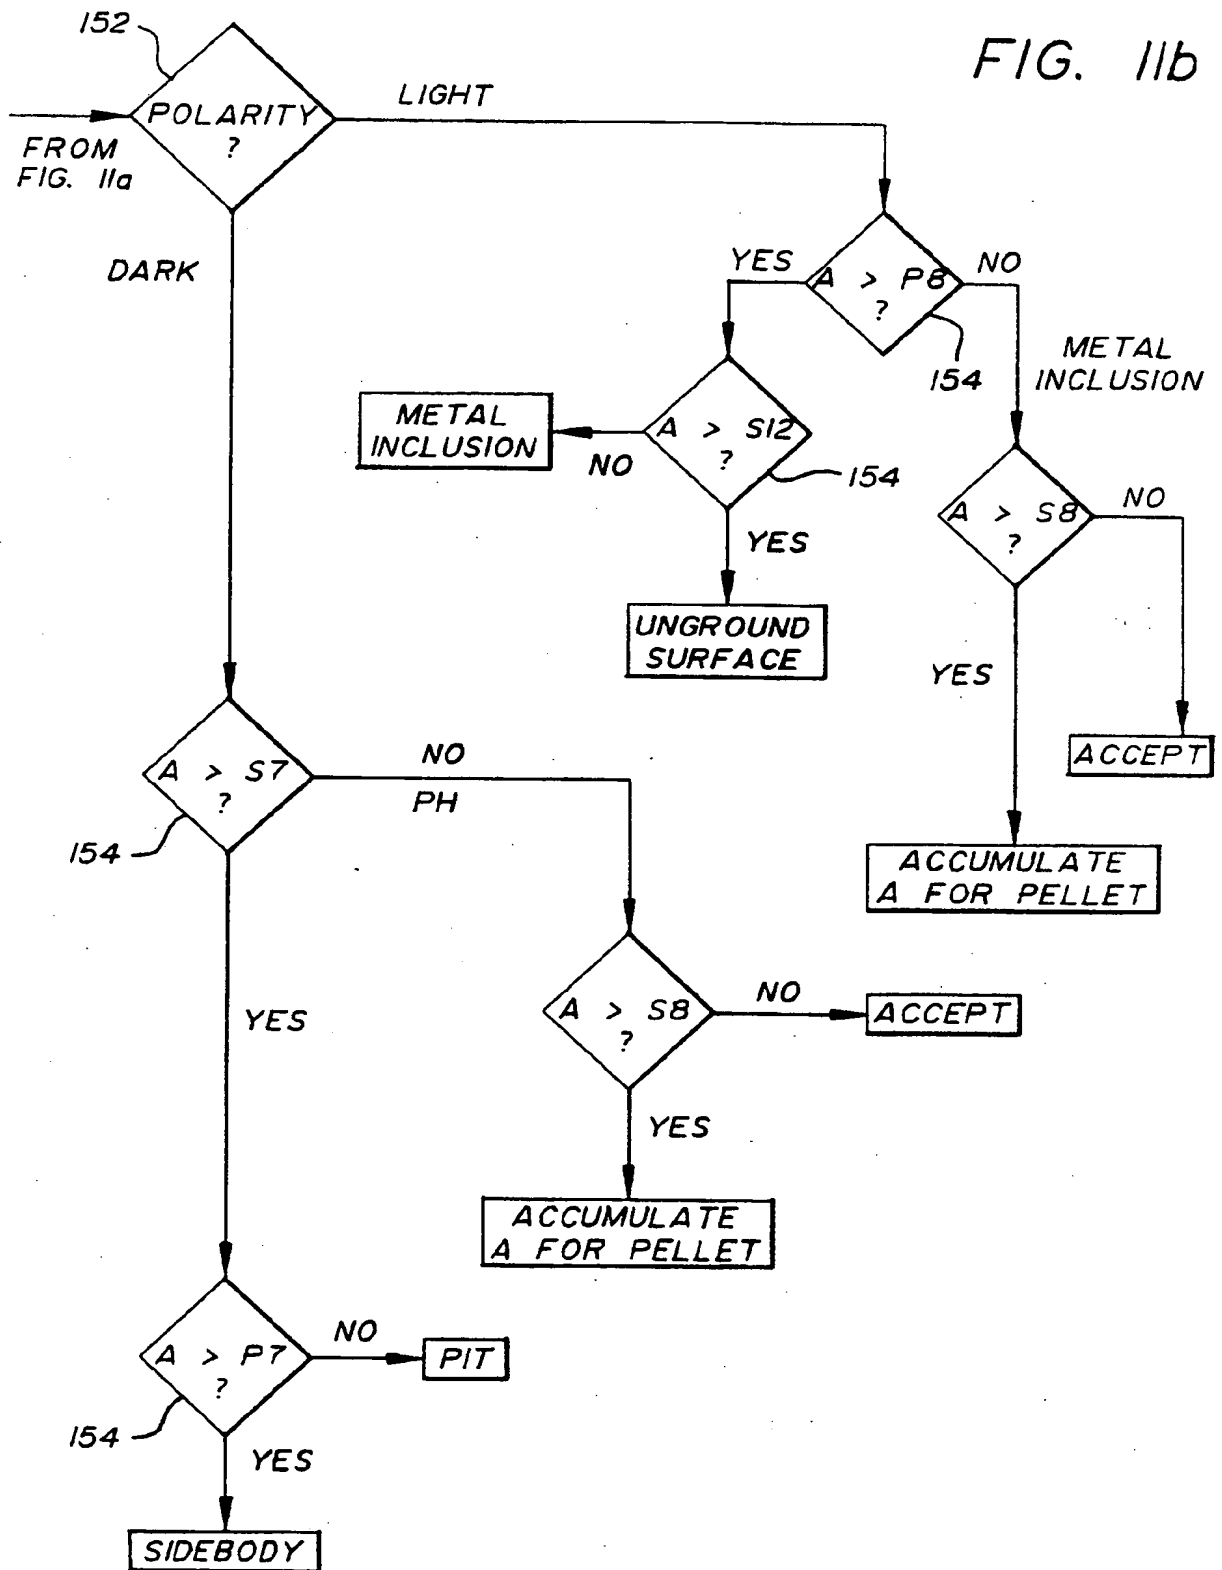 FIG. 11b
152
POLARITY
?
LIGHT
FROM
FIG. 11a
DARK
YES
A > P8
?
NO
154
METAL
INCLUSION
METAL
INCLUSION
NO
A > S12
?
154
YES
UNGROUND
SURFACE
A > S8
?
NO
YES
ACCEPT
ACCUMULATE
A FOR PELLET
A > S7
?
154
NO
PH
YES
A > S8
?
NO
ACCEPT
YES
ACCUMULATE
A FOR PELLET
A > P7
?
154
NO
PIT
YES
SIDEBODY